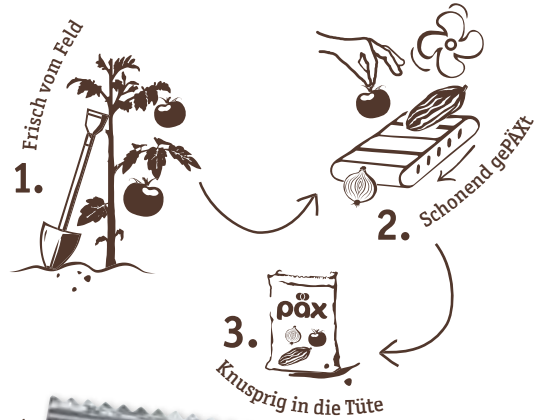 1. Frisch vom Feld
2. Schonend gePÄXt
päx
3. Knusprig in die Tüte